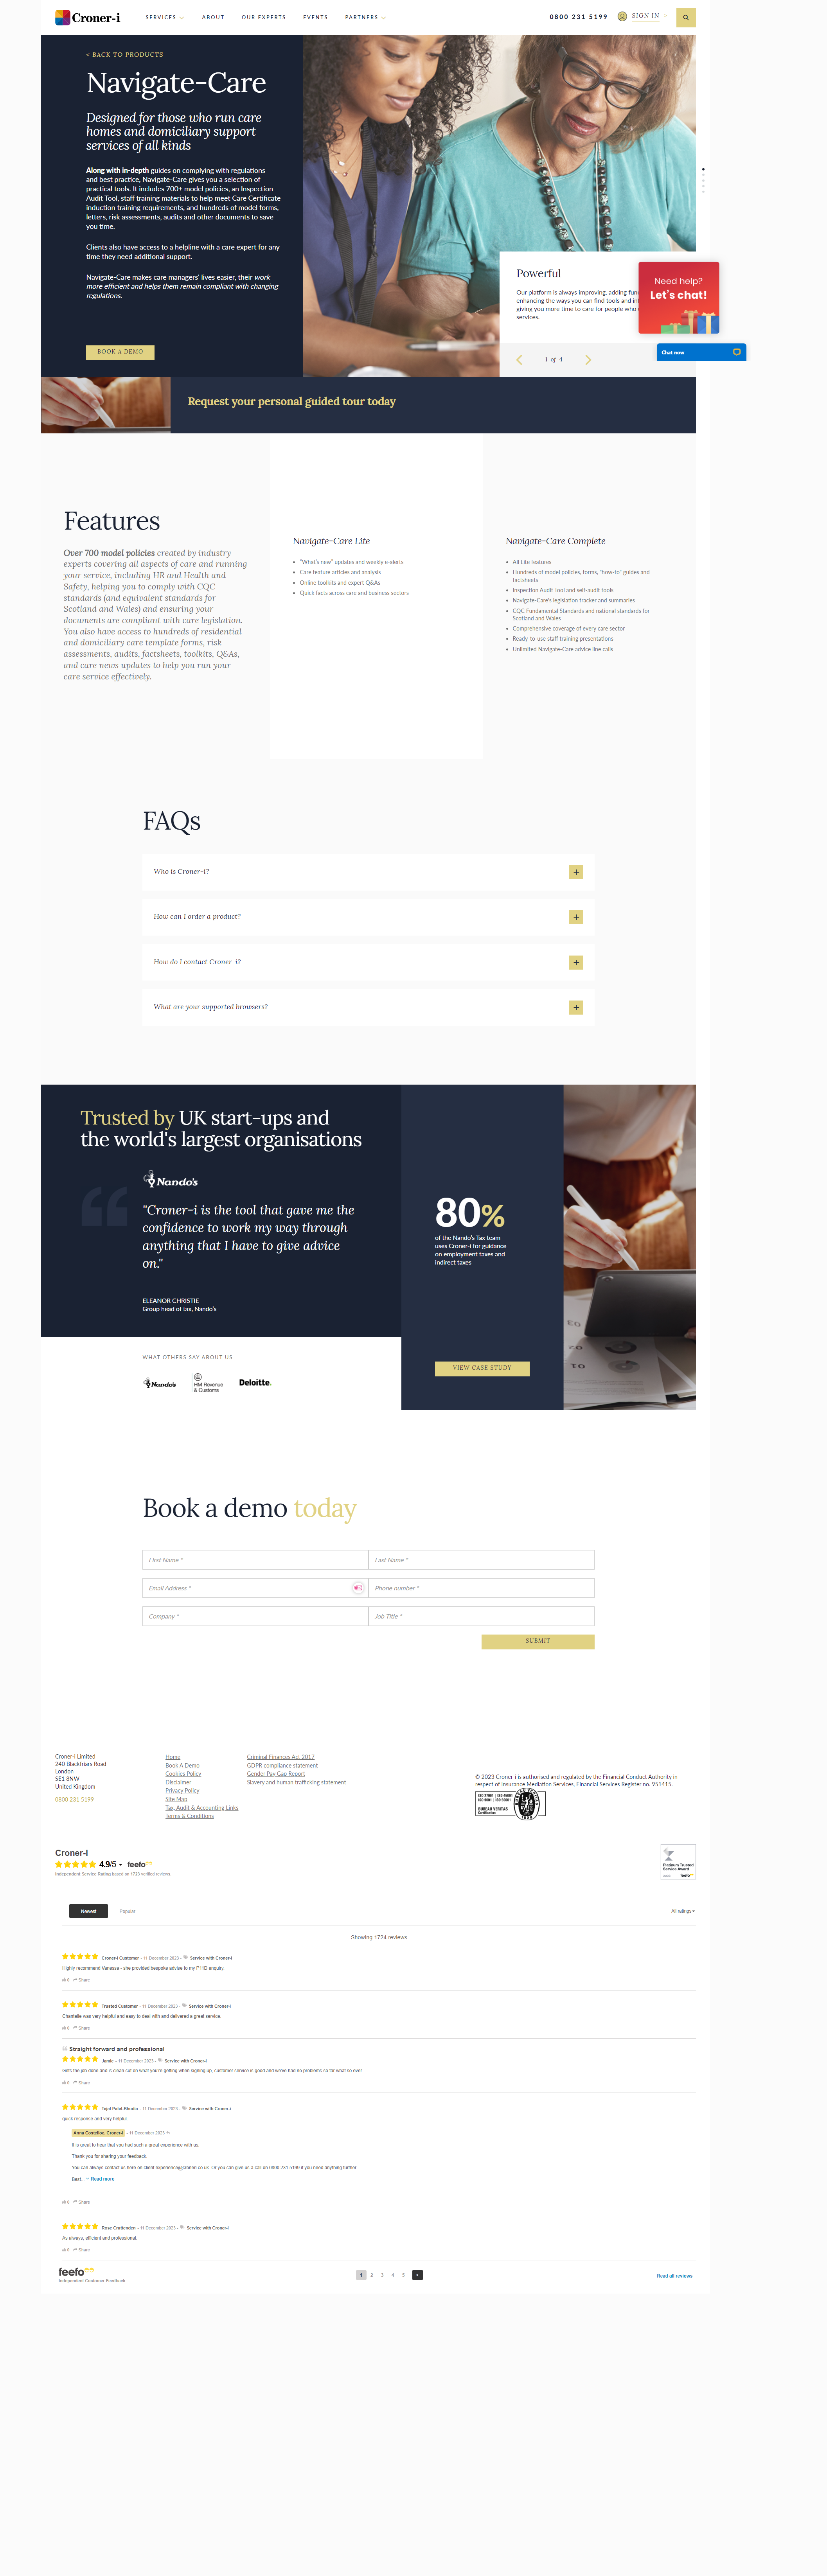 Croner-i
SERVICES
ABOUT
OUR EXPERTS
EVENTS
PARTNERS
0800 231 5199
SIGN IN
< BACK TO PRODUCTS
Navigate-Care
Designed for those who run care
homes and domiciliary support
services of all kinds
Along with in-depth guides on complying with regulations
and best practice, Navigate-Care gives you a selection of
practical tools. It includes 700+ model policies, an Inspection
Audit Tool, staff training materials to help meet Care Certificate
induction training requirements, and hundreds of model forms,
letters, risk assessments, audits and other documents to save
you time.
Clients also have access to a helpline with a care expert for any
time they need additional support.
Navigate-Care makes care managers' lives easier, their work
more efficient and helps them remain compliant with changing
regulations.
BOOK A DEMO
Powerful
Our platform is always improving, adding
enhancing the ways you can find tools and
giving you more time to care for people who
services.
1 of 4
Need help?
Let's chat!
Chat now
Request your personal guided tour today
Features
Over 700 model policies created by industry
experts covering all aspects of care and running
your service, including HR and Health and
Safety, helping you to comply with CQC
standards (and equivalent standards for
Scotland and Wales) and ensuring your
documents are compliant with care legislation.
You also have access to hundreds of residential
and domiciliary care template forms, risk
assessments, audits, factsheets, toolkits, Q&As,
and care news updates to help you run your
care service effectively.
Navigate-Care Lite
• "What's new" updates and weekly e-alerts
• Care feature articles and analysis
• Online toolkits and expert Q&As
• Quick facts across care and business sectors
Navigate-Care Complete
• All Lite features
• Hundreds of model policies, forms, "how-to" guides and
factsheets
• Inspection Audit Tool and self-audit tools
• Navigate-Care's legislation tracker and summaries
• CQC Fundamental Standards and national standards for
Scotland and Wales
• Comprehensive coverage of every care sector
• Ready-to-use staff training presentations
• Unlimited Navigate-Care advice line calls
FAQs
Who is Croner-i?
How can I order a product?
How do I contact Croner-i?
What are your supported browsers?
Trusted by UK start-ups and
the world's largest organisations
Nando's
"Croner-i is the tool that gave me the
confidence to work my way through
anything that I have to give advice
on."
ELEANOR CHRISTIE
Group head of tax, Nando's
80%
of the Nando's Tax team
uses Croner-i for guidance
on employment taxes and
indirect taxes
VIEW CASE STUDY
WHAT OTHERS SAY ABOUT US:
Nando's
HM Revenue
& Customs
Deloitte.
Book a demo today
First Name *
Last Name *
Email Address *
Phone number *
Company *
Job Title *
SUBMIT
Croner-i Limited
240 Blackfriars Road
London
SE1 8NW
United Kingdom
0800 231 5199
Home
Book A Demo
Cookies Policy
Disclaimer
Privacy Policy
Site Map
Tax, Audit & Accounting Links
Terms & Conditions
Criminal Finances Act 2017
GDPR compliance statement
Gender Pay Gap Report
Slavery and human trafficking statement
© 2023 Croner-i is authorised and regulated by the Financial Conduct Authority in
respect of Insurance Mediation Services, Financial Services Register no. 951415.
BUREAU VERITAS
Certification
Croner-i
4.9/5
feefo
Independent Service Rating based on 1723 verified reviews.
Platinum Trusted
Service Award
feefo
Newest
Popular
All ratings
Showing 1724 reviews
Croner-i Customer - 11 December 2023 - Service with Croner-i
Highly recommend Vanessa - she provided bespoke advise to my P11D enquiry
0 Share
Trusted Customer - 11 December 2023 - Service with Croner-i
Chantelle was very helpful and easy to deal with and delivered a great service
0 Share
Straight forward and professional
Jamie - 11 December 2023 - Service with Croner-i
Gets the job done and is clean cut on what you're getting when signing up, customer service is good and we've had no problems so far what so ever.
0 Share
Tejal Patel-Bhudia - 11 December 2023 - Service with Croner-i
quick response and very helpful.
Anna Costelloe, Croner-i - 11 December 2023
It is great to hear that you had such a great experience with us
Thank you for sharing your feedback.
You can always contact us here on client.experience@croneri.co.uk. Or you can give us a call on 0800 231 5199 if you need anything further.
Best... Read more
0 Share
Rose Crettenden - 11 December 2023 - Service with Croner-i
As always, efficient and professional.
0 Share
feefo
Independent Customer Feedback
1 2 3 4 5 >
Read all reviews